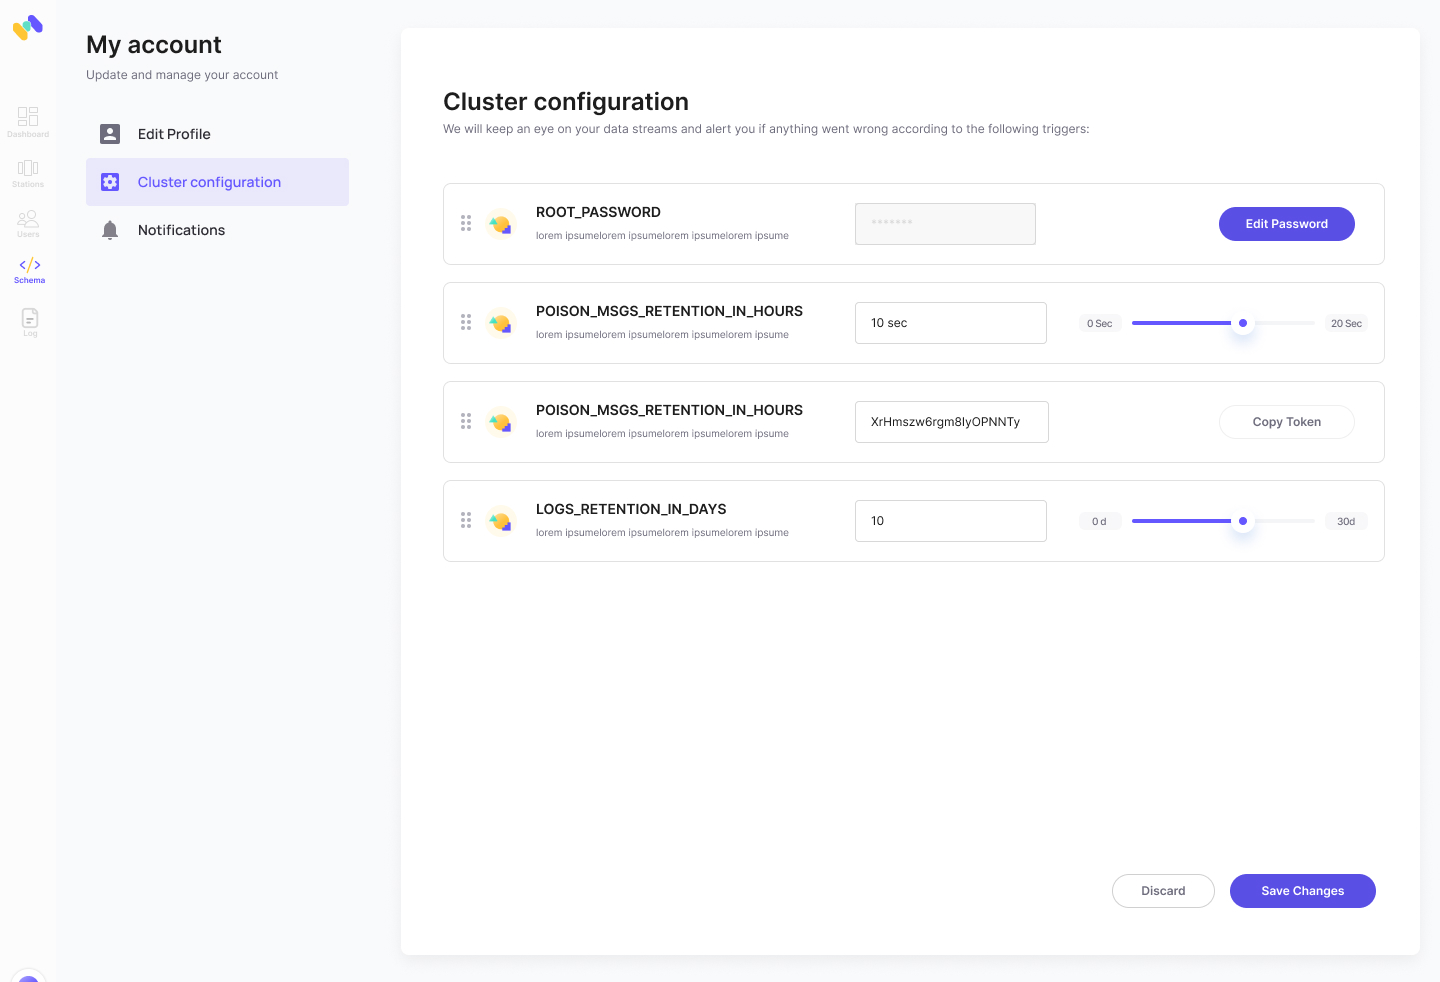 My account
Update and manage your account
Dashboard
Stations
Users
Schema
Log
Edit Profile
Cluster configuration
Notifications
Cluster configuration
We will keep an eye on your data streams and alert you if anything went wrong according to the following triggers:
ROOT_PASSWORD
lorem ipsumelorem ipsumelorem ipsumelorem ipsume
•••••••
Edit Password
POISON_MSGS_RETENTION_IN_HOURS
lorem ipsumelorem ipsumelorem ipsumelorem ipsume
10 sec
0 Sec
20 Sec
POISON_MSGS_RETENTION_IN_HOURS
lorem ipsumelorem ipsumelorem ipsumelorem ipsume
XrHmszw6rgm8IyOPNNTy
Copy Token
LOGS_RETENTION_IN_DAYS
lorem ipsumelorem ipsumelorem ipsumelorem ipsume
10
0 d
30d
Discard
Save Changes